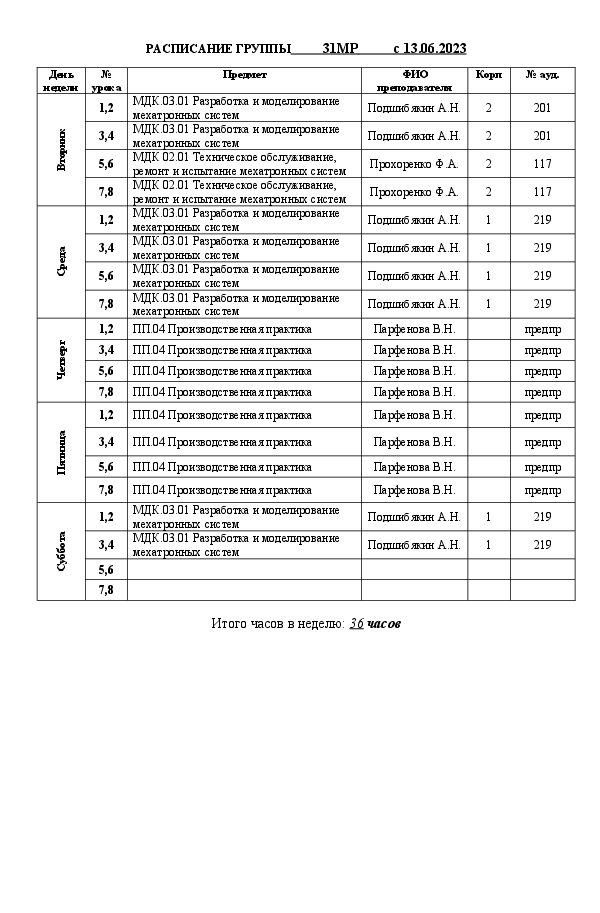 РАСПИСАНИЕ ГРУППЫ 31МР с 13.06.2023
День недели № урока Предмет ФИО преподавателя Корп № ауд.
Вторник
1,2 МДК.03.01 Разработка и моделирование мехатронных систем Подшибякин А.Н. 2 201
3,4 МДК.03.01 Разработка и моделирование мехатронных систем Подшибякин А.Н. 2 201
5,6 МДК 02.01 Техническое обслуживание, ремонт и испытание мехатронных систем Прохоренко Ф.А. 2 117
7,8 МДК 02.01 Техническое обслуживание, ремонт и испытание мехатронных систем Прохоренко Ф.А. 2 117
Среда
1,2 МДК.03.01 Разработка и моделирование мехатронных систем Подшибякин А.Н. 1 219
3,4 МДК.03.01 Разработка и моделирование мехатронных систем Подшибякин А.Н. 1 219
5,6 МДК.03.01 Разработка и моделирование мехатронных систем Подшибякин А.Н. 1 219
7,8 МДК.03.01 Разработка и моделирование мехатронных систем Подшибякин А.Н. 1 219
Четверг
1,2 ПП.04 Производственная практика Парфенова В.Н. предпр
3,4 ПП.04 Производственная практика Парфенова В.Н. предпр
5,6 ПП.04 Производственная практика Парфенова В.Н. предпр
7,8 ПП.04 Производственная практика Парфенова В.Н. предпр
Пятница
1,2 ПП.04 Производственная практика Парфенова В.Н. предпр
3,4 ПП.04 Производственная практика Парфенова В.Н. предпр
5,6 ПП.04 Производственная практика Парфенова В.Н. предпр
7,8 ПП.04 Производственная практика Парфенова В.Н. предпр
Суббота
1,2 МДК.03.01 Разработка и моделирование мехатронных систем Подшибякин А.Н. 1 219
3,4 МДК.03.01 Разработка и моделирование мехатронных систем Подшибякин А.Н. 1 219
5,6
7,8
Итого часов в неделю: 36 часов